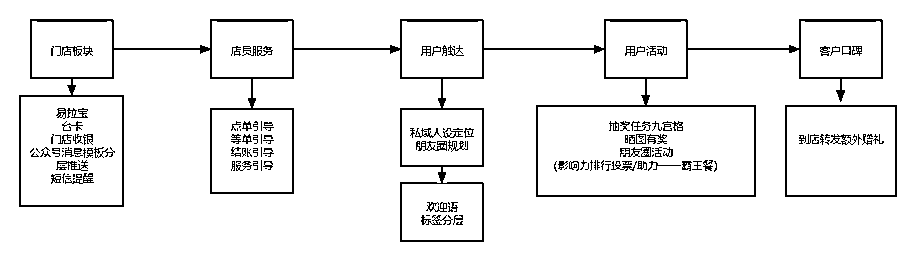 门店板块
店员服务
用户触达
用户活动
客户口碑
易拉宝
台卡
门店收银
公众号消息模板分
层推送
短信提醒
点单引导
等单引导
结账引导
服务引导
私域人设定位
朋友圈规划
欢迎语
标签分层
抽奖任务九宫格
晒图有奖
朋友圈活动
(影响力排行投票/助力——霸王餐)
到店转发额外赠礼